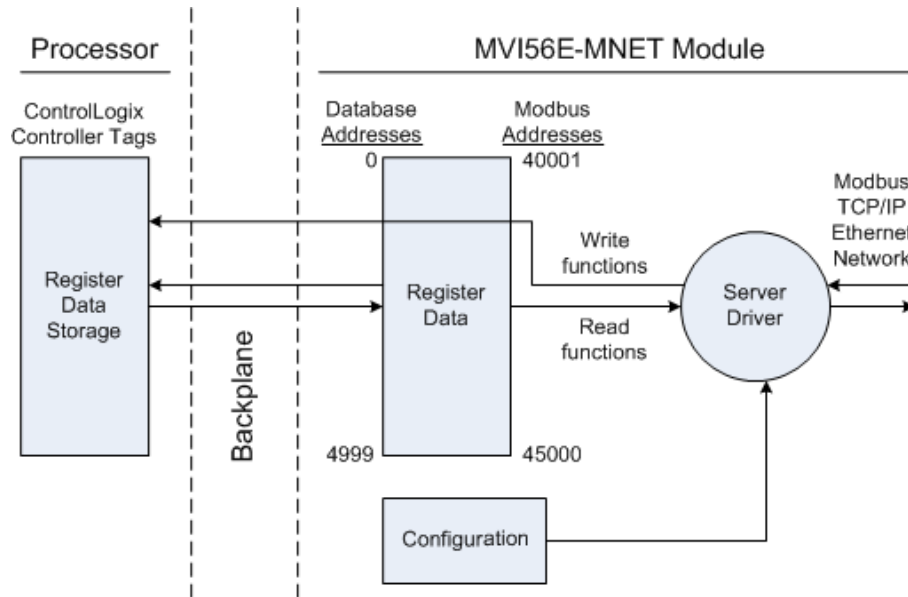 Processor
MVI56E-MNET Module
ControlLogix
Controller Tags
Database
Addresses
0
Modbus
Addresses
40001
Modbus
TCP/IP
Ethernet
Network
Write
functions
Register
Data
Storage
Register
Data
Server
Driver
Read
functions
Backplane
4999
45000
Configuration